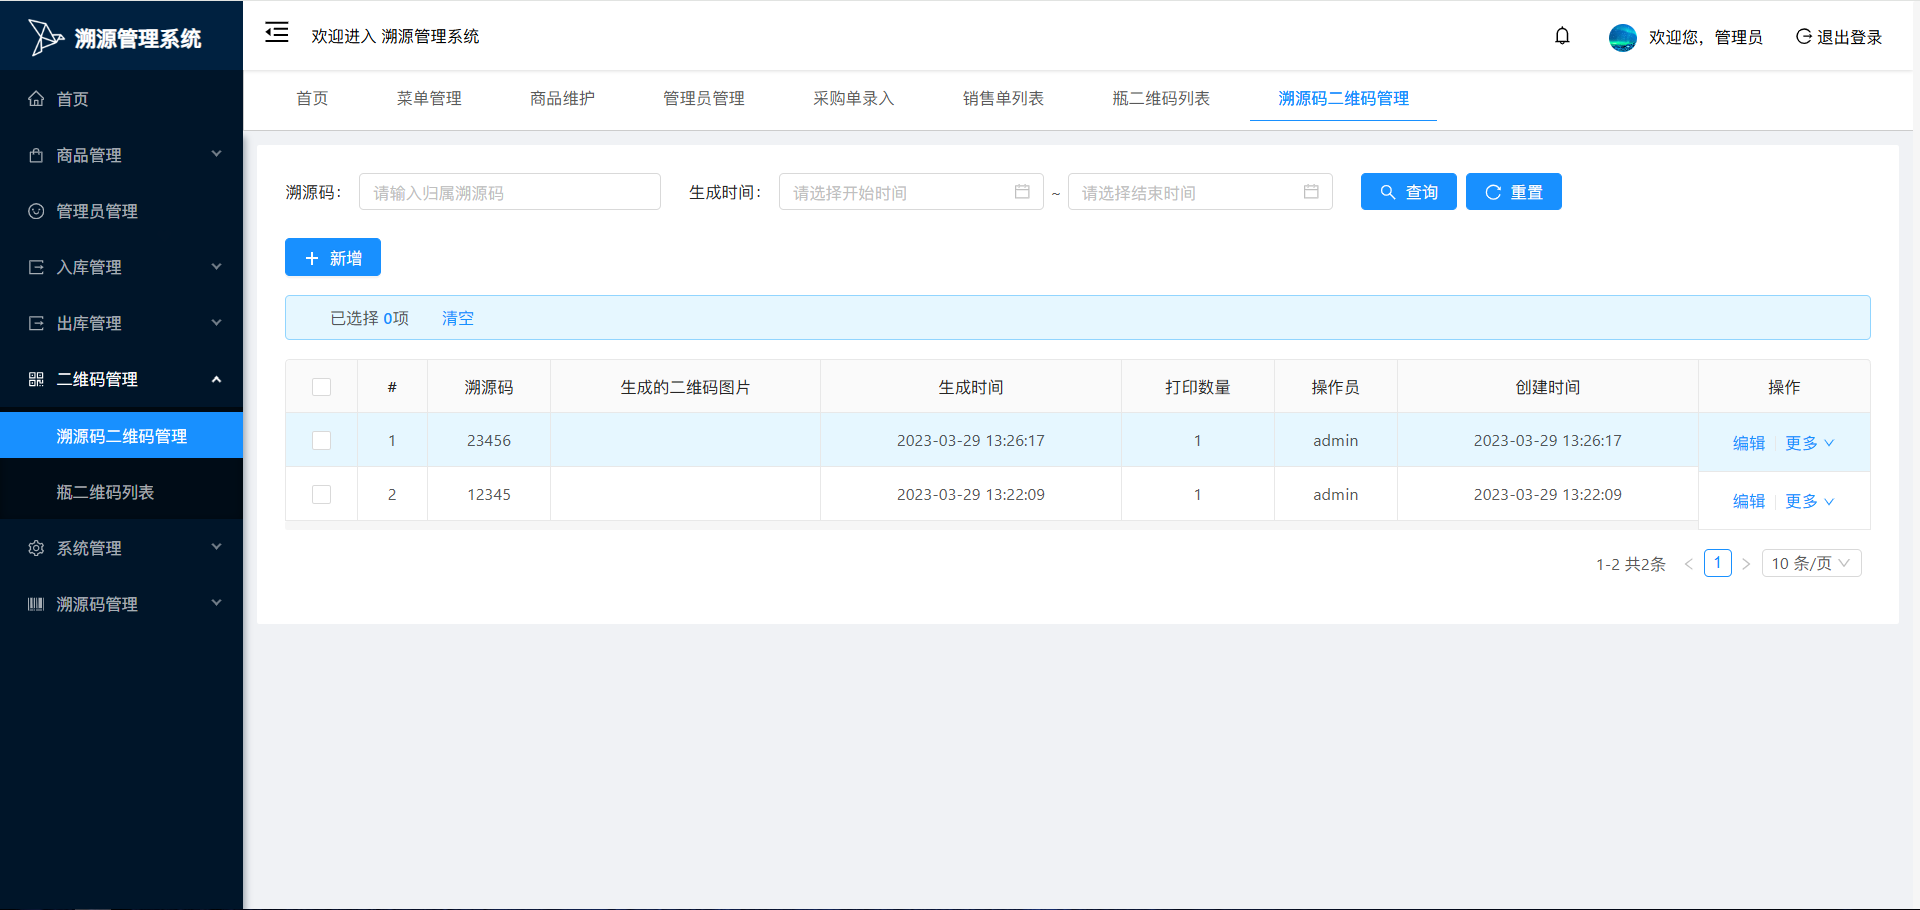 溯源管理系统
欢迎进入 溯源管理系统
欢迎您，管理员
退出登录
首页
商品管理
管理员管理
入库管理
出库管理
二维码管理
溯源码二维码管理
瓶二维码列表
系统管理
溯源码管理
首页 菜单管理 商品维护 管理员管理 采购单录入 销售单列表 瓶二维码列表 溯源码二维码管理
溯源码： 请输入归属溯源码 生成时间： 请选择开始时间 ~ 请选择结束时间 查询 重置
新增
已选择 0项 清空
# 溯源码 生成的二维码图片 生成时间 打印数量 操作员 创建时间 操作
1 23456 2023-03-29 13:26:17 1 admin 2023-03-29 13:26:17 编辑 更多
2 12345 2023-03-29 13:22:09 1 admin 2023-03-29 13:22:09 编辑 更多
1-2 共2条 < 1 > 10 条/页